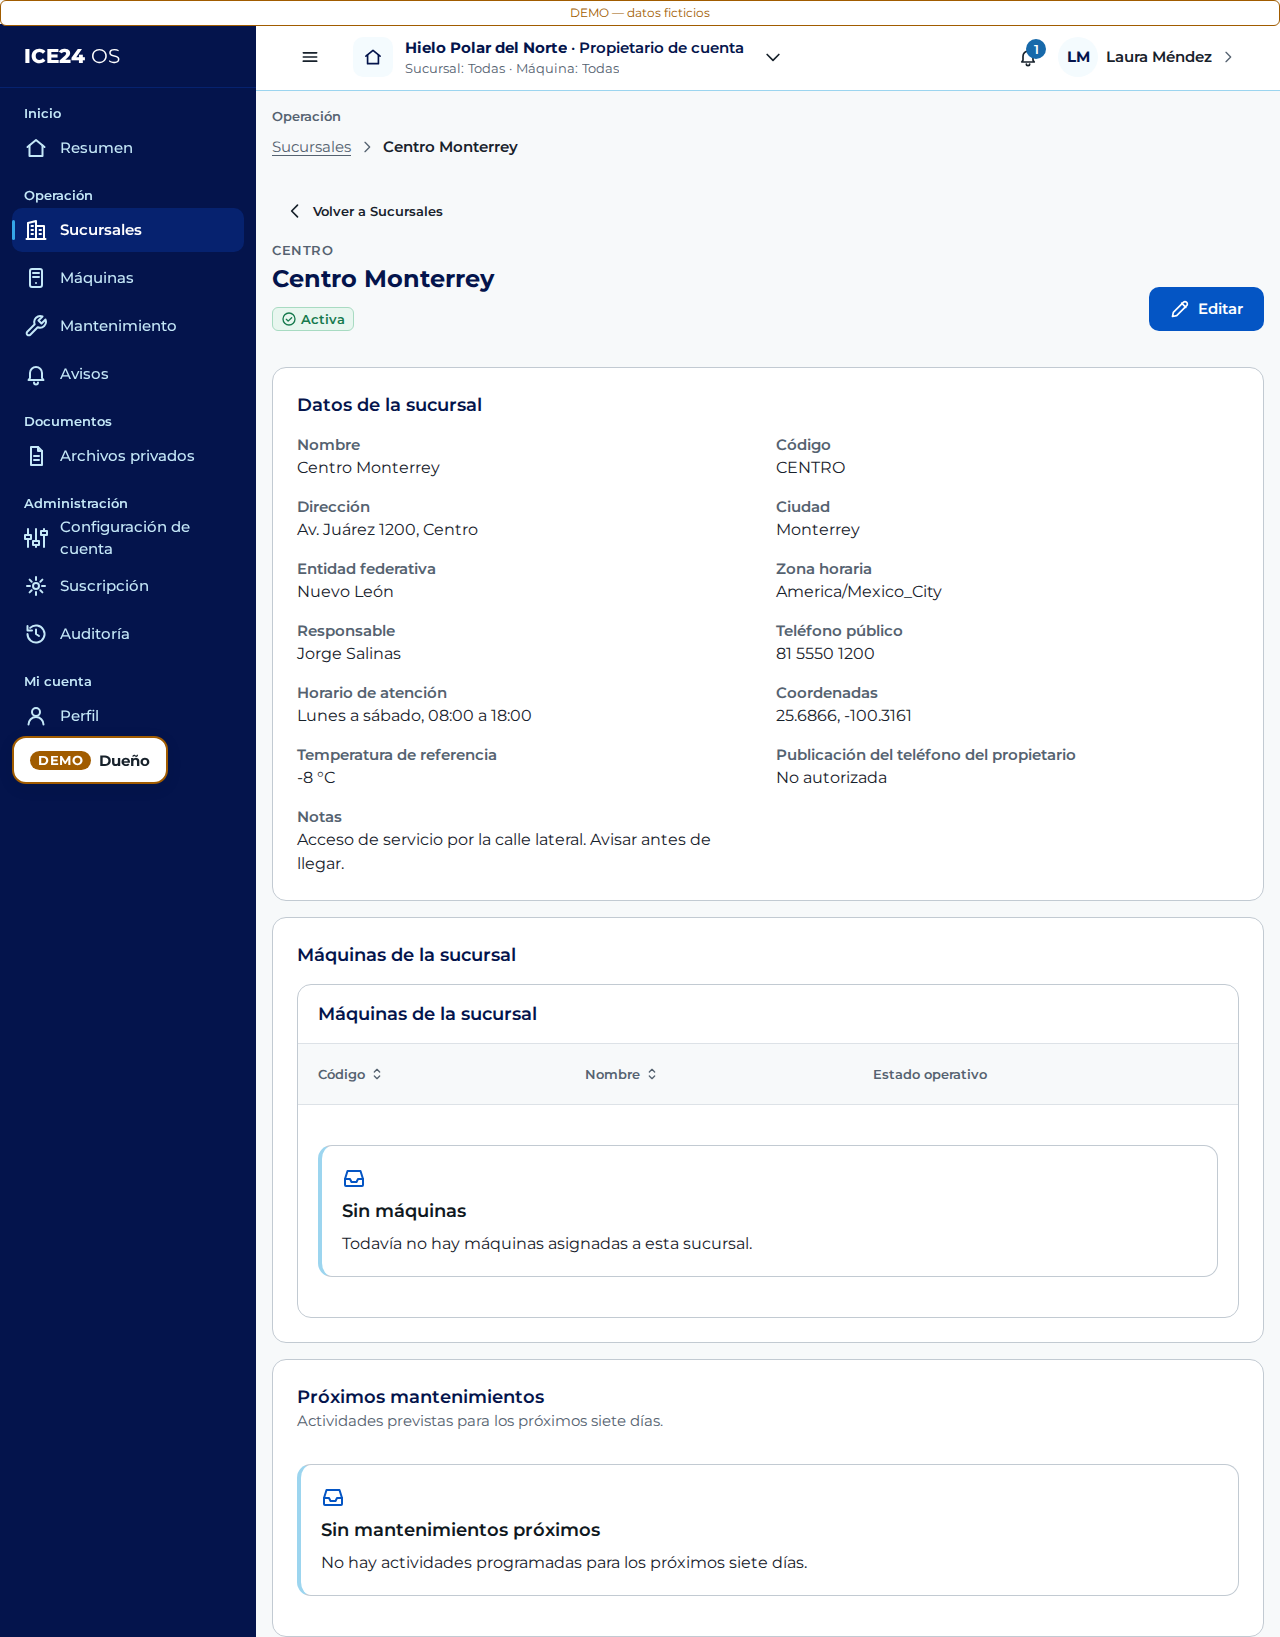 DEMO — datos ficticios
ICE24 OS
Hielo Polar del Norte · Propietario de cuenta
Sucursal: Todas · Máquina: Todas
1
LM
Laura Méndez
Inicio
Resumen
Operación
Sucursales
Máquinas
Mantenimiento
Avisos
Documentos
Archivos privados
Administración
Configuración de
cuenta
Suscripción
Auditoría
Mi cuenta
Perfil
DEMO Dueño
Operación
Sucursales
Centro Monterrey
Volver a Sucursales
CENTRO
Centro Monterrey
Activa
Editar
Datos de la sucursal
Nombre
Centro Monterrey
Código
CENTRO
Dirección
Av. Juárez 1200, Centro
Ciudad
Monterrey
Entidad federativa
Nuevo León
Zona horaria
America/Mexico_City
Responsable
Jorge Salinas
Teléfono público
81 5550 1200
Horario de atención
Lunes a sábado, 08:00 a 18:00
Coordenadas
25.6866, -100.3161
Temperatura de referencia
-8 °C
Publicación del teléfono del propietario
No autorizada
Notas
Acceso de servicio por la calle lateral. Avisar antes de
llegar.
Máquinas de la sucursal
Máquinas de la sucursal
Código
Nombre
Estado operativo
Sin máquinas
Todavía no hay máquinas asignadas a esta sucursal.
Próximos mantenimientos
Actividades previstas para los próximos siete días.
Sin mantenimientos próximos
No hay actividades programadas para los próximos siete días.